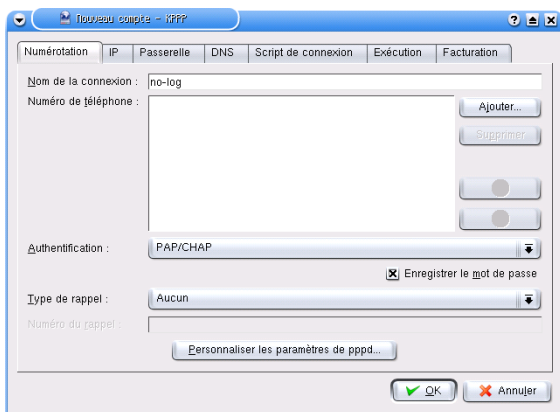 Nouveau compte - KPPP
Numérotation IP Passerelle DNS Script de connexion Exécution Facturation
Nom de la connexion : no-log
Numéro de téléphone :
Ajouter...
Supprimer
Authentification : PAP/CHAP
Enregistrer le mot de passe
Type de rappel : Aucun
Numéro du rappel :
Personnaliser les paramètres de pppd...
OK Annuler